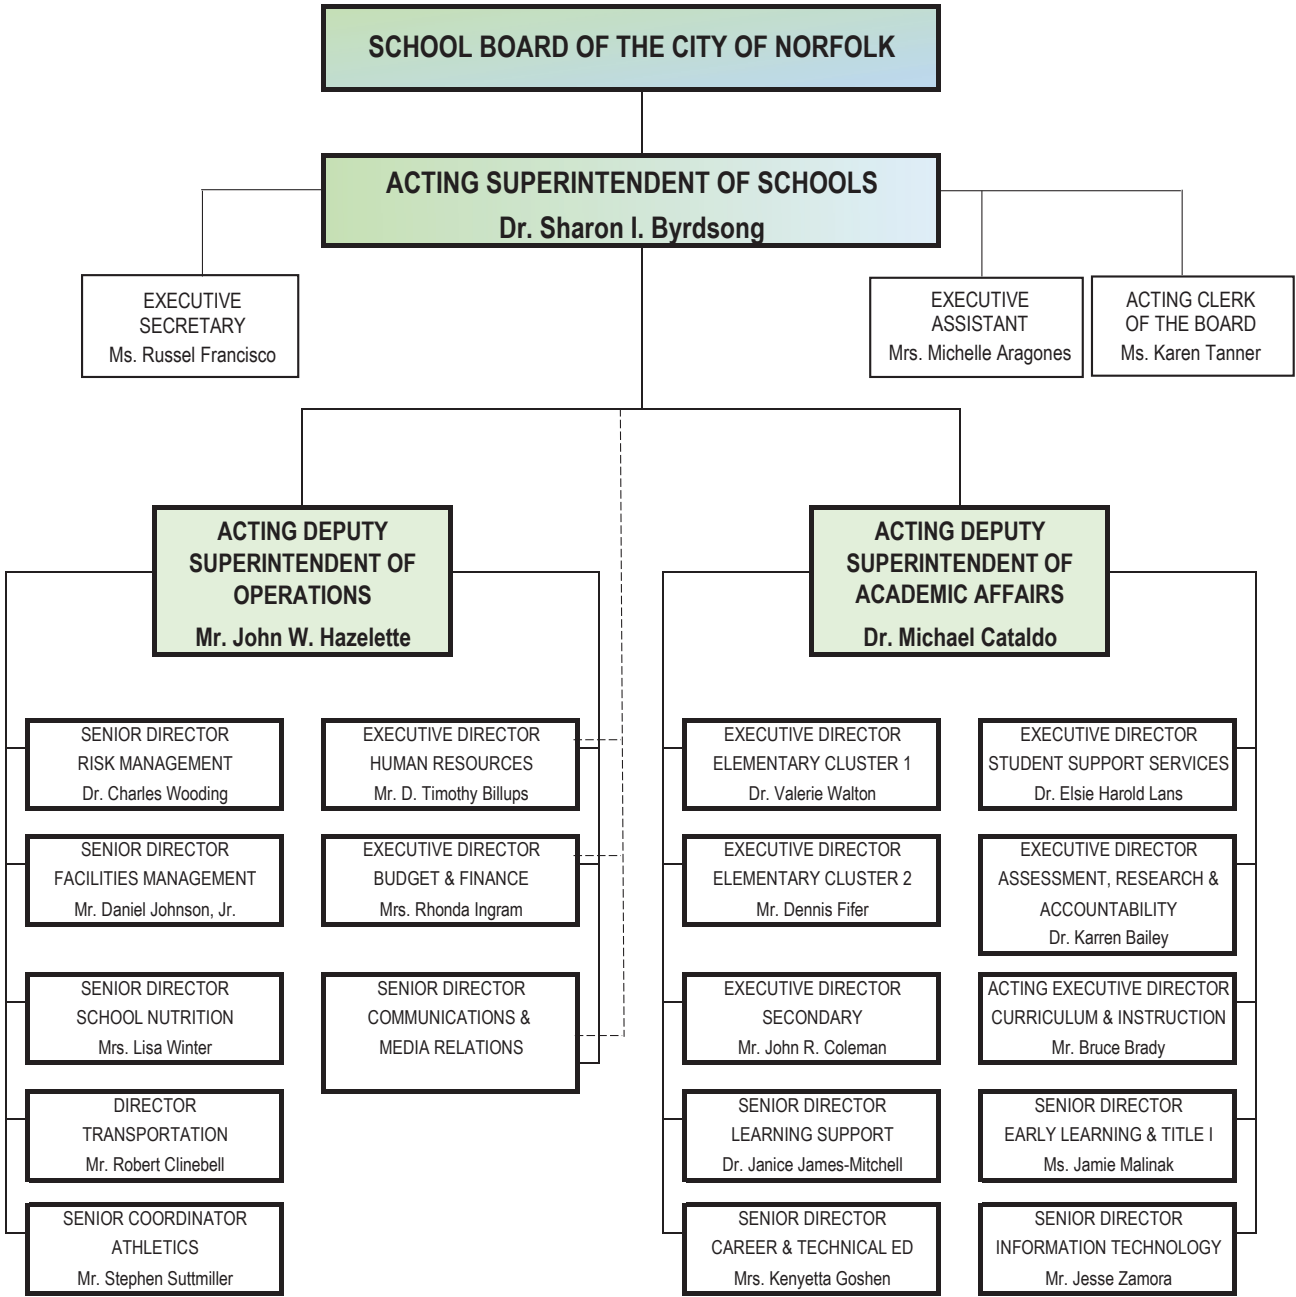 SCHOOL BOARD OF THE CITY OF NORFOLK
ACTING SUPERINTENDENT OF SCHOOLS
Dr. Sharon I. Byrdsong
EXECUTIVE
SECRETARY
Ms. Russel Francisco
EXECUTIVE
ASSISTANT
Mrs. Michelle Aragones
ACTING CLERK
OF THE BOARD
Ms. Karen Tanner
ACTING DEPUTY
SUPERINTENDENT OF
OPERATIONS
Mr. John W. Hazelette
ACTING DEPUTY
SUPERINTENDENT OF
ACADEMIC AFFAIRS
Dr. Michael Cataldo
SENIOR DIRECTOR
RISK MANAGEMENT
Dr. Charles Wooding
EXECUTIVE DIRECTOR
HUMAN RESOURCES
Mr. D. Timothy Billups
EXECUTIVE DIRECTOR
ELEMENTARY CLUSTER 1
Dr. Valerie Walton
EXECUTIVE DIRECTOR
STUDENT SUPPORT SERVICES
Dr. Elsie Harold Lans
SENIOR DIRECTOR
FACILITIES MANAGEMENT
Mr. Daniel Johnson, Jr.
EXECUTIVE DIRECTOR
BUDGET & FINANCE
Mrs. Rhonda Ingram
EXECUTIVE DIRECTOR
ELEMENTARY CLUSTER 2
Mr. Dennis Fifer
EXECUTIVE DIRECTOR
ASSESSMENT, RESEARCH &
ACCOUNTABILITY
Dr. Karren Bailey
SENIOR DIRECTOR
SCHOOL NUTRITION
Mrs. Lisa Winter
SENIOR DIRECTOR
COMMUNICATIONS &
MEDIA RELATIONS
EXECUTIVE DIRECTOR
SECONDARY
Mr. John R. Coleman
ACTING EXECUTIVE DIRECTOR
CURRICULUM & INSTRUCTION
Mr. Bruce Brady
DIRECTOR
TRANSPORTATION
Mr. Robert Clinebell
SENIOR DIRECTOR
LEARNING SUPPORT
Dr. Janice James-Mitchell
SENIOR DIRECTOR
EARLY LEARNING & TITLE I
Ms. Jamie Malinak
SENIOR COORDINATOR
ATHLETICS
Mr. Stephen Suttmiller
SENIOR DIRECTOR
CAREER & TECHNICAL ED
Mrs. Kenyetta Goshen
SENIOR DIRECTOR
INFORMATION TECHNOLOGY
Mr. Jesse Zamora